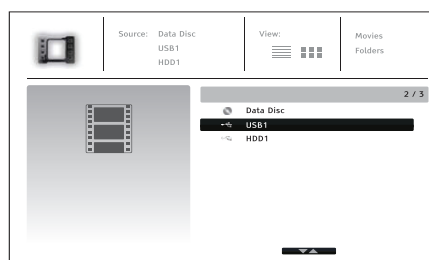 Source: Data Disc
USB1
HDD1
View:
Movies
Folders
2 / 3
Data Disc
USB1
HDD1